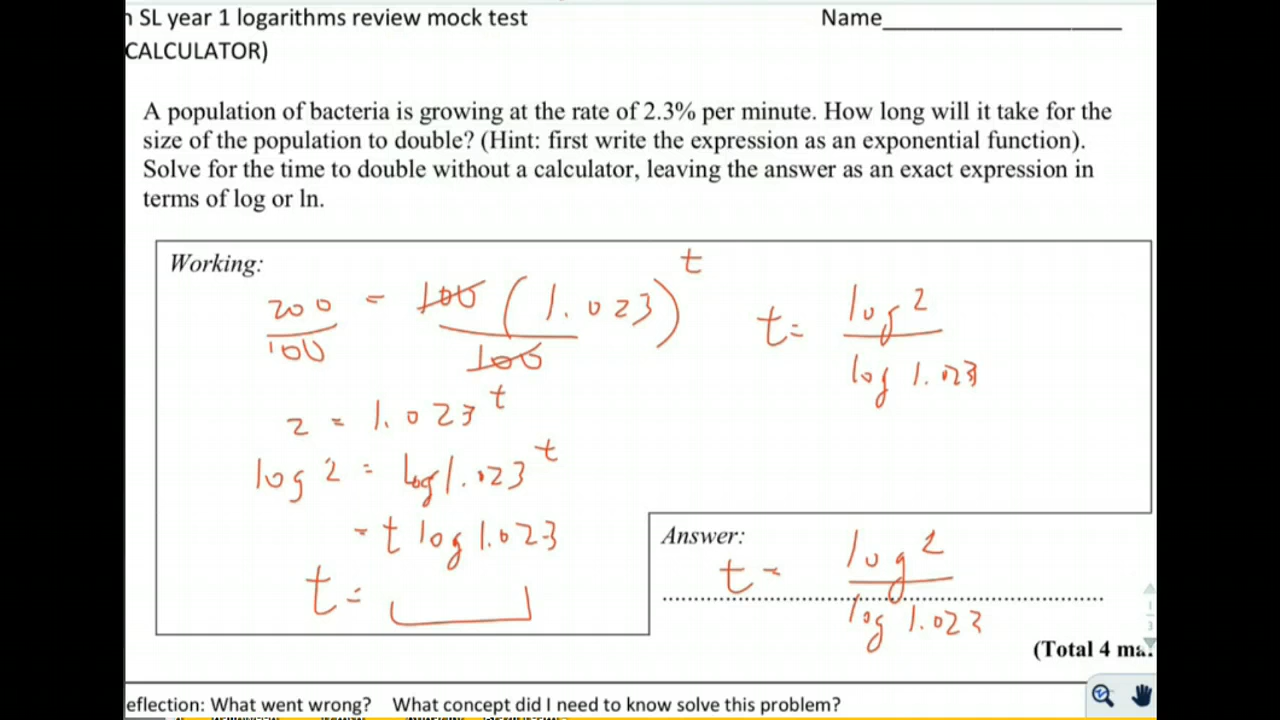 SL year 1 logarithms review mock test Name____________________
CALCULATOR)
A population of bacteria is growing at the rate of 2.3% per minute. How long will it take for the
size of the population to double? (Hint: first write the expression as an exponential function).
Solve for the time to double without a calculator, leaving the answer as an exact expression in
terms of log or ln.
Working:
200/100 = 100(1.023)^t/100
2 = 1.023^t
log 2 = log 1.023^t
= t log 1.023
t =
t = log 2/log 1.023
Answer:
t = log 2/log 1.023
(Total 4 ma
eflection: What went wrong? What concept did I need to know solve this problem?